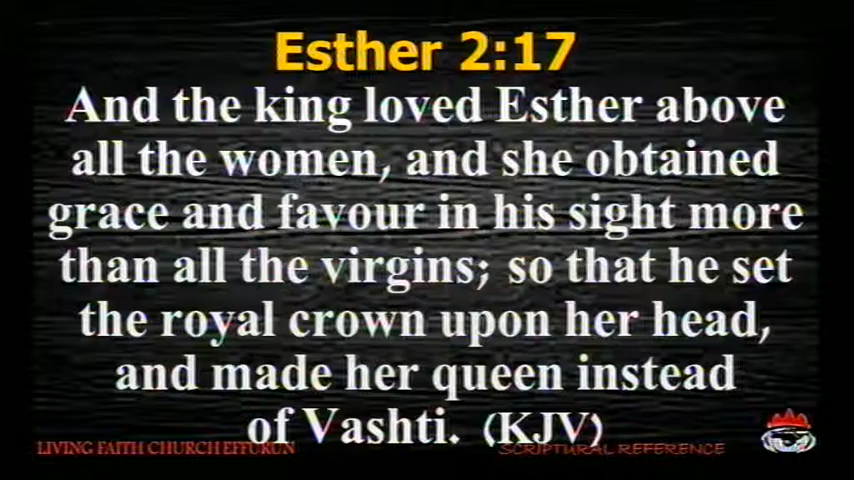 Esther 2:17
And the king loved Esther above
all the women, and she obtained
grace and favour in his sight more
than all the virgins; so that he set
the royal crown upon her head,
and made her queen instead
of Vashti. (KJV)
LIVING FAITH CHURCH EFFURUN
SCRIPTURAL REFERENCE